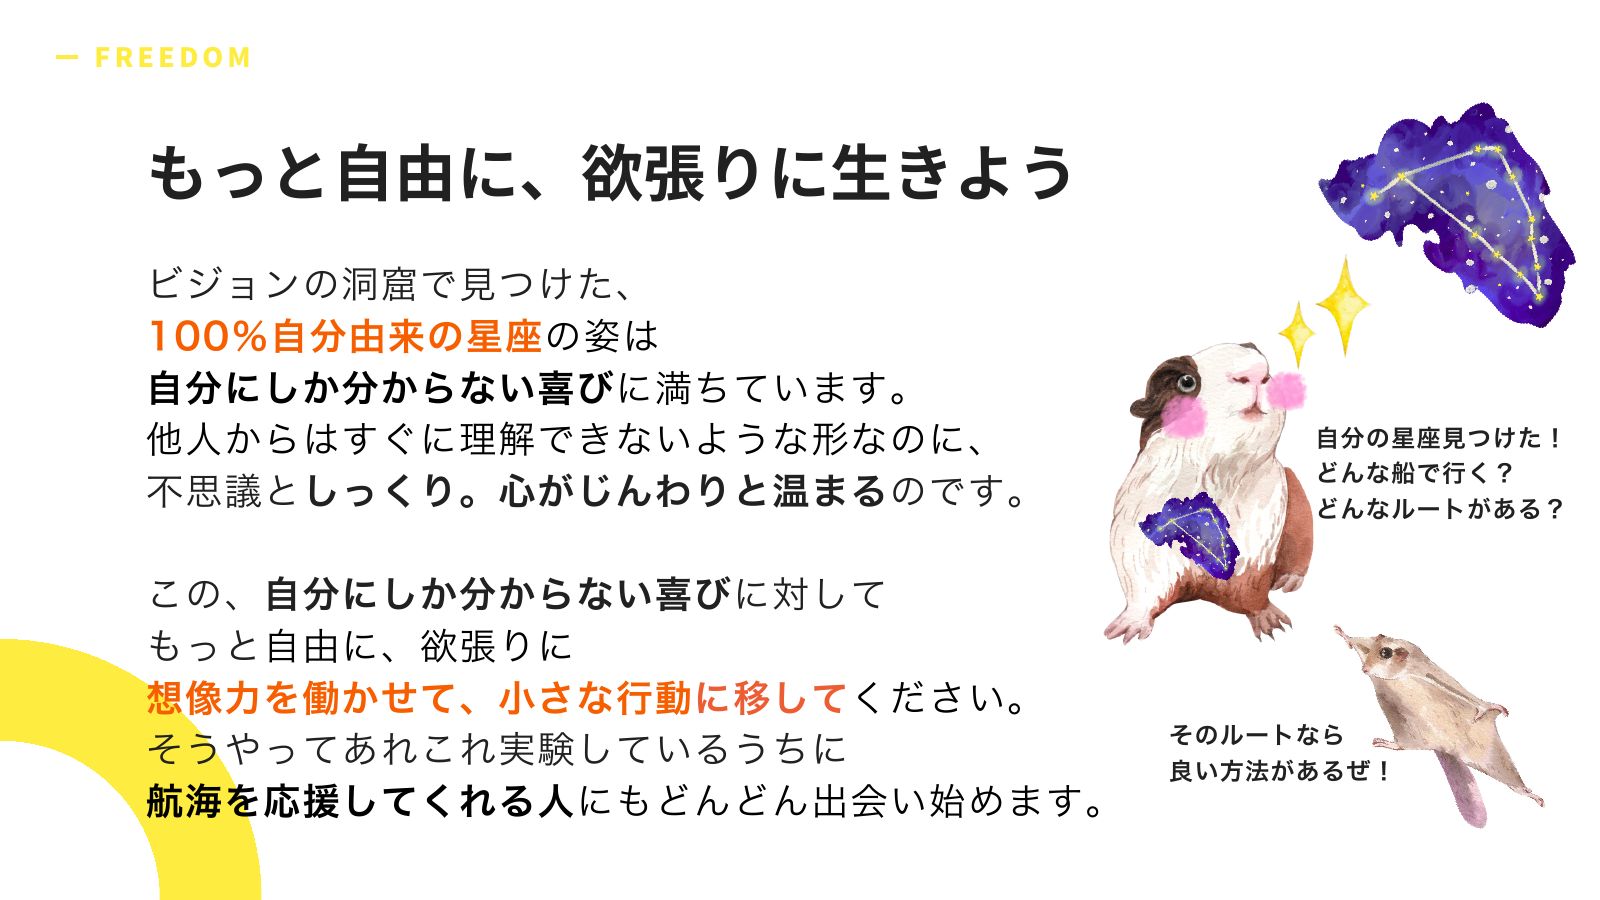 — FREEDOM
もっと自由に、欲張りに生きよう
ビジョンの洞窟で見つけた、
100%自分由来の星座の姿は
自分にしか分からない喜びに満ちています。
他人からはすぐに理解できないような形なのに、
不思議としっくり。心がじんわりと温まるのです。
この、自分にしか分からない喜びに対して
もっと自由に、欲張りに
想像力を働かせて、小さな行動に移してください。
そうやってあれこれ実験しているうちに
航海を応援してくれる人にもどんどん出会い始めます。
自分の星座見つけた！
どんな船で行く？
どんなルートがある？
そのルートなら
良い方法があるぜ！